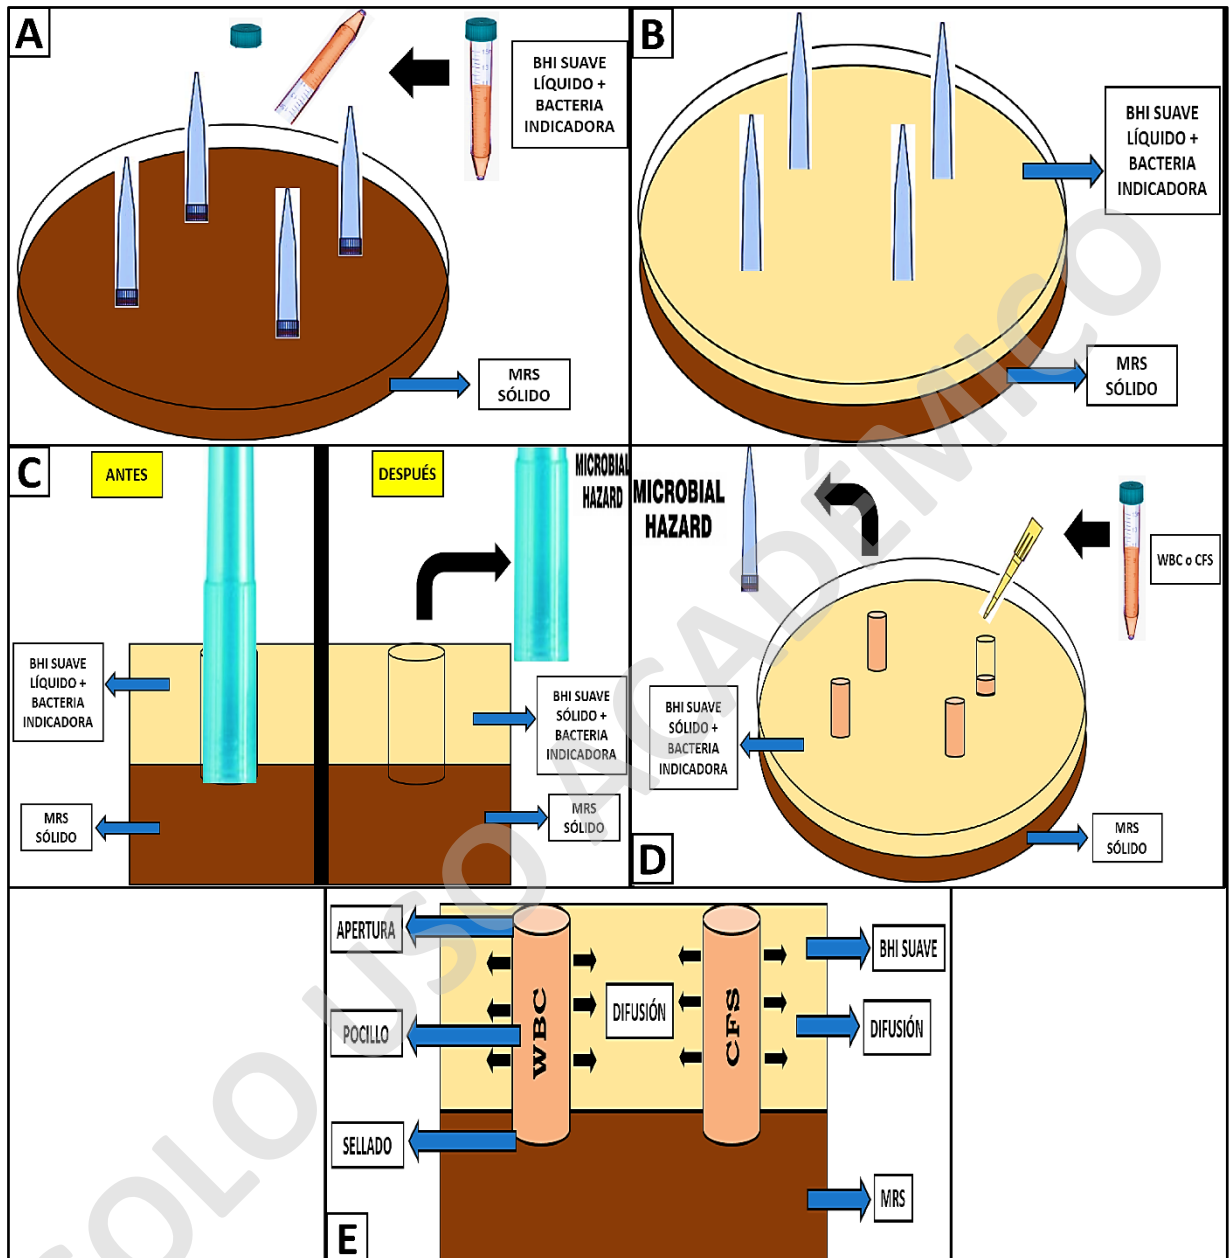 A
BHI SUAVE
LÍQUIDO +
BACTERIA
INDICADORA
MRS
SÓLIDO
B
BHI SUAVE
LÍQUIDO +
BACTERIA
INDICADORA
MRS
SÓLIDO
C
ANTES
DESPUÉS
MICROBIAL
HAZARD
BHI SUAVE
LÍQUIDO +
BACTERIA
INDICADORA
BHI SUAVE
SÓLIDO +
BACTERIA
INDICADORA
MRS
SÓLIDO
MRS
SÓLIDO
D
MICROBIAL
HAZARD
WBC o CFS
BHI SUAVE
SÓLIDO +
BACTERIA
INDICADORA
MRS
SÓLIDO
E
APERTURA
POCILLO
SELLADO
WBC
DIFUSIÓN
CFS
BHI SUAVE
DIFUSIÓN
MRS
SOLO USO ACADÉMICO